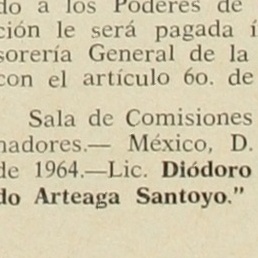 do a los Poderes de
ción le será pagada í
sorería General de la
con el artículo 6o. de
Sala de Comisiones
nadores.— México, D.
de 1964.—Lic. Diódoro
do Arteaga Santoyo."